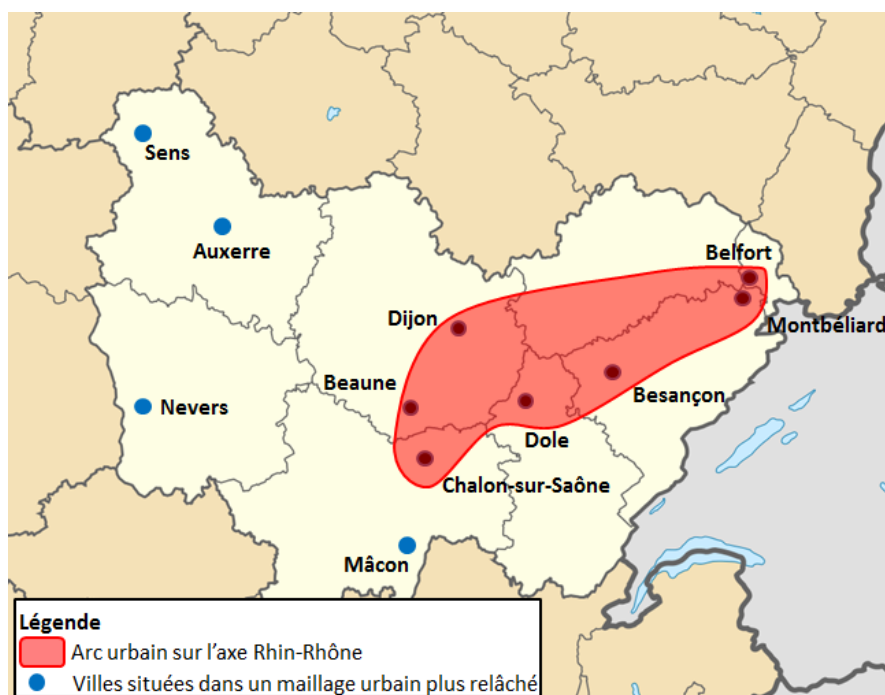 Sens
Auxerre
Belfort
Dijon
Montbéliard
Beaune
Besançon
Nevers
Dole
Chalon-sur-Saône
Mâcon
Légende
Arc urbain sur l'axe Rhin-Rhône
Villes situées dans un maillage urbain plus relâché